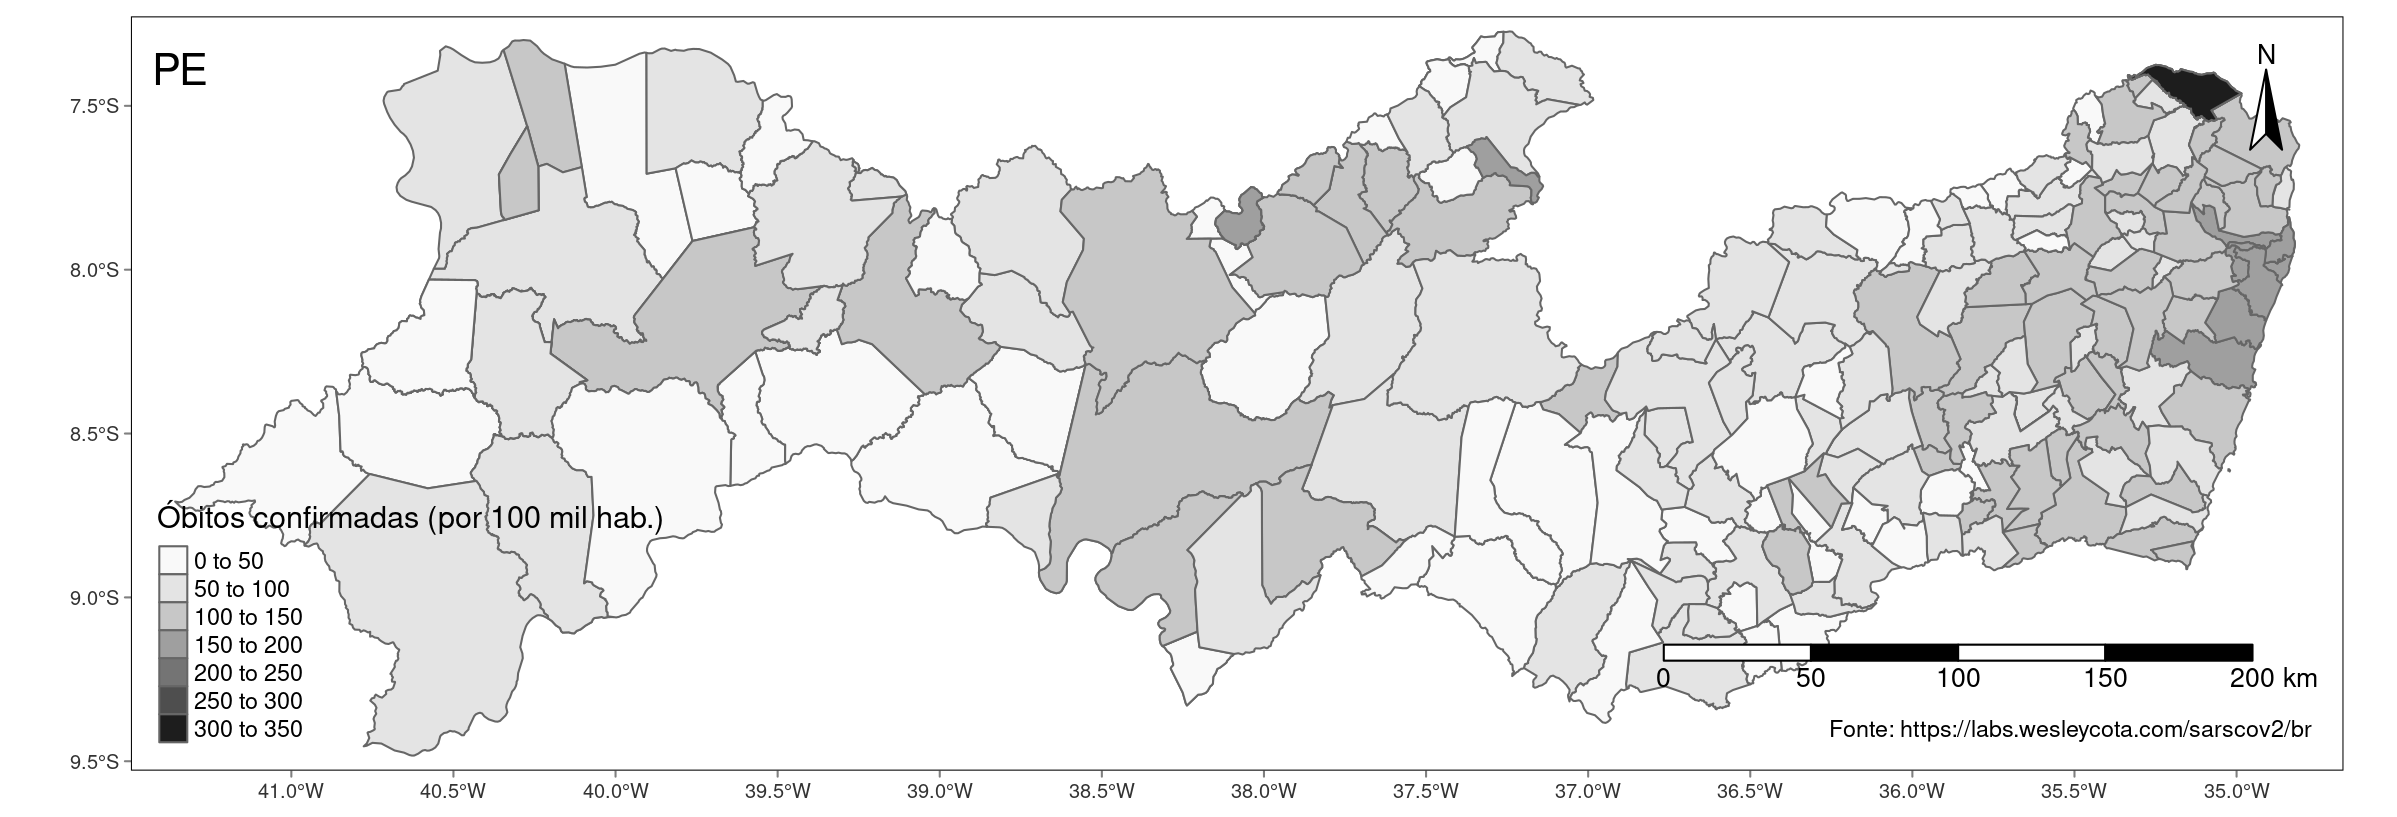 PE
N
7.5°S
8.0°S
8.5°S
9.0°S
9.5°S
Óbitos confirmadas (por 100 mil hab.)
0 to 50
50 to 100
100 to 150
150 to 200
200 to 250
250 to 300
300 to 350
0 50 100 150 200 km
Fonte: https://labs.wesleycota.com/sarscov2/br
41.0°W 40.5°W 40.0°W 39.5°W 39.0°W 38.5°W 38.0°W 37.5°W 37.0°W 36.5°W 36.0°W 35.5°W 35.0°W